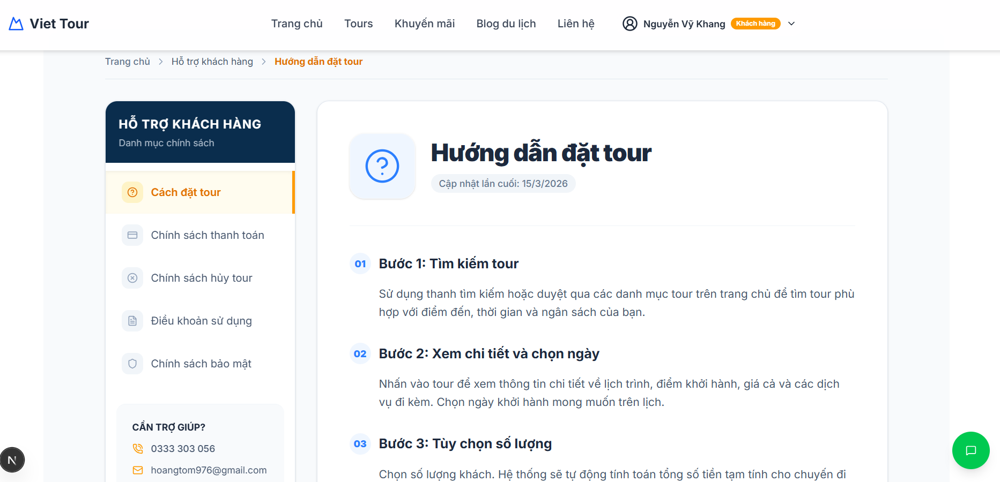 Viet Tour
Trang chủ
Tours
Khuyến mãi
Blog du lịch
Liên hệ
Nguyễn Vỹ Khang
Khách hàng
Trang chủ
Hỗ trợ khách hàng
Hướng dẫn đặt tour
HỖ TRỢ KHÁCH HÀNG
Danh mục chính sách
Cách đặt tour
Chính sách thanh toán
Chính sách hủy tour
Điều khoản sử dụng
Chính sách bảo mật
CẦN TRỢ GIÚP?
0333 303 056
hoangtom976@gmail.com
N
Hướng dẫn đặt tour
Cập nhật lần cuối: 15/3/2026
01
Bước 1: Tìm kiếm tour
Sử dụng thanh tìm kiếm hoặc duyệt qua các danh mục tour trên trang chủ để tìm tour phù
hợp với điểm đến, thời gian và ngân sách của bạn.
02
Bước 2: Xem chi tiết và chọn ngày
Nhấn vào tour để xem thông tin chi tiết về lịch trình, điểm khởi hành, giá cả và các dịch
vụ đi kèm. Chọn ngày khởi hành mong muốn trên lịch.
03
Bước 3: Tùy chọn số lượng
Chọn số lượng khách. Hệ thống sẽ tự động tính toán tổng số tiền tạm tính cho chuyến đi